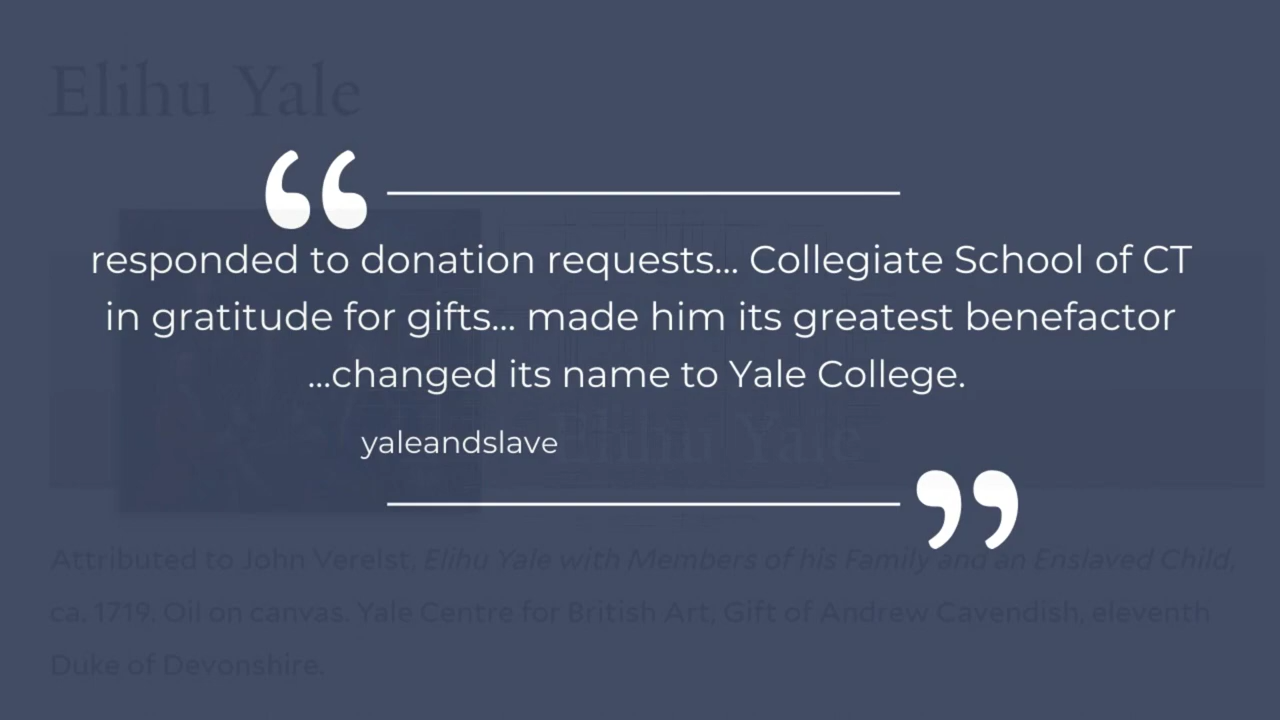 Elihu Yale
responded to donation requests... Collegiate School of CT
in gratitude for gifts... made him its greatest benefactor
...changed its name to Yale College.
Elihu Yale
yaleandslave
Attributed to John Verelst, Elihu Yale with Members of his Family and an Enslaved Child,
ca. 1719. Oil on canvas. Yale Centre for British Art, Gift of Andrew Cavendish, eleventh
Duke of Devonshire.